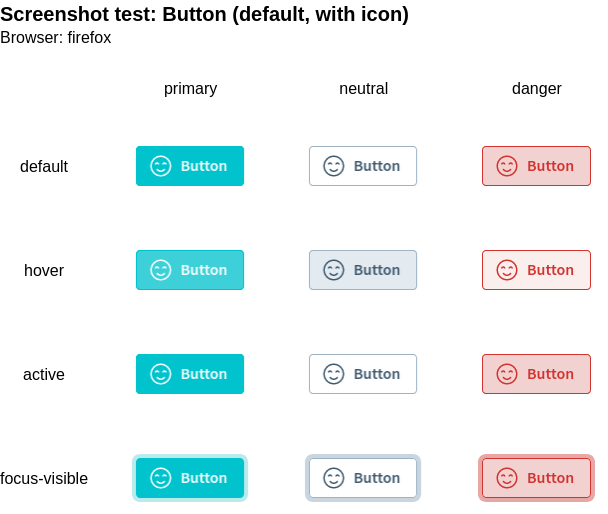 Screenshot test: Button (default, with icon)
Browser: firefox
primary neutral danger
default Button Button Button
hover Button Button Button
active Button Button Button
focus-visible Button Button Button